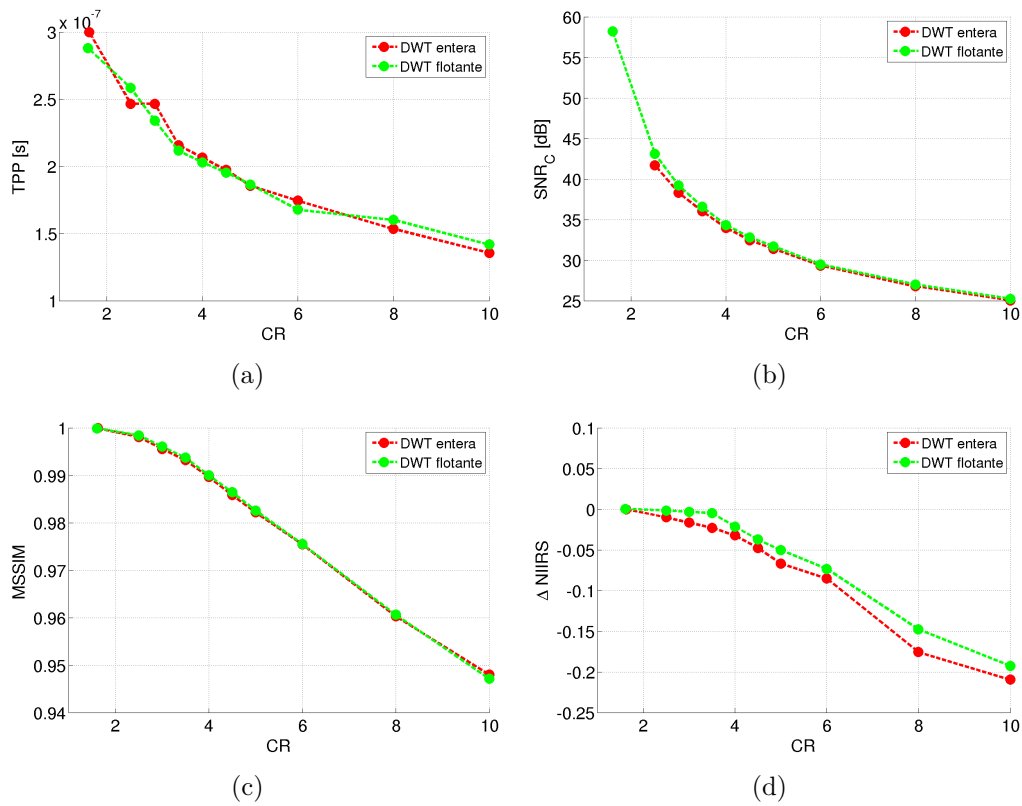 x 10⁻⁷
3
2.5
2
1.5
1
TPP [s]
2 4 6 8 10
CR
DWT entera
DWT flotante
(a)
60
55
50
45
40
35
30
25
SNR_C [dB]
2 4 6 8 10
CR
DWT entera
DWT flotante
(b)
1
0.99
0.98
0.97
0.96
0.95
0.94
MSSIM
2 4 6 8 10
CR
DWT entera
DWT flotante
(c)
0.1
0.05
0
-0.05
-0.1
-0.15
-0.2
-0.25
Δ NIIRS
2 4 6 8 10
CR
DWT entera
DWT flotante
(d)